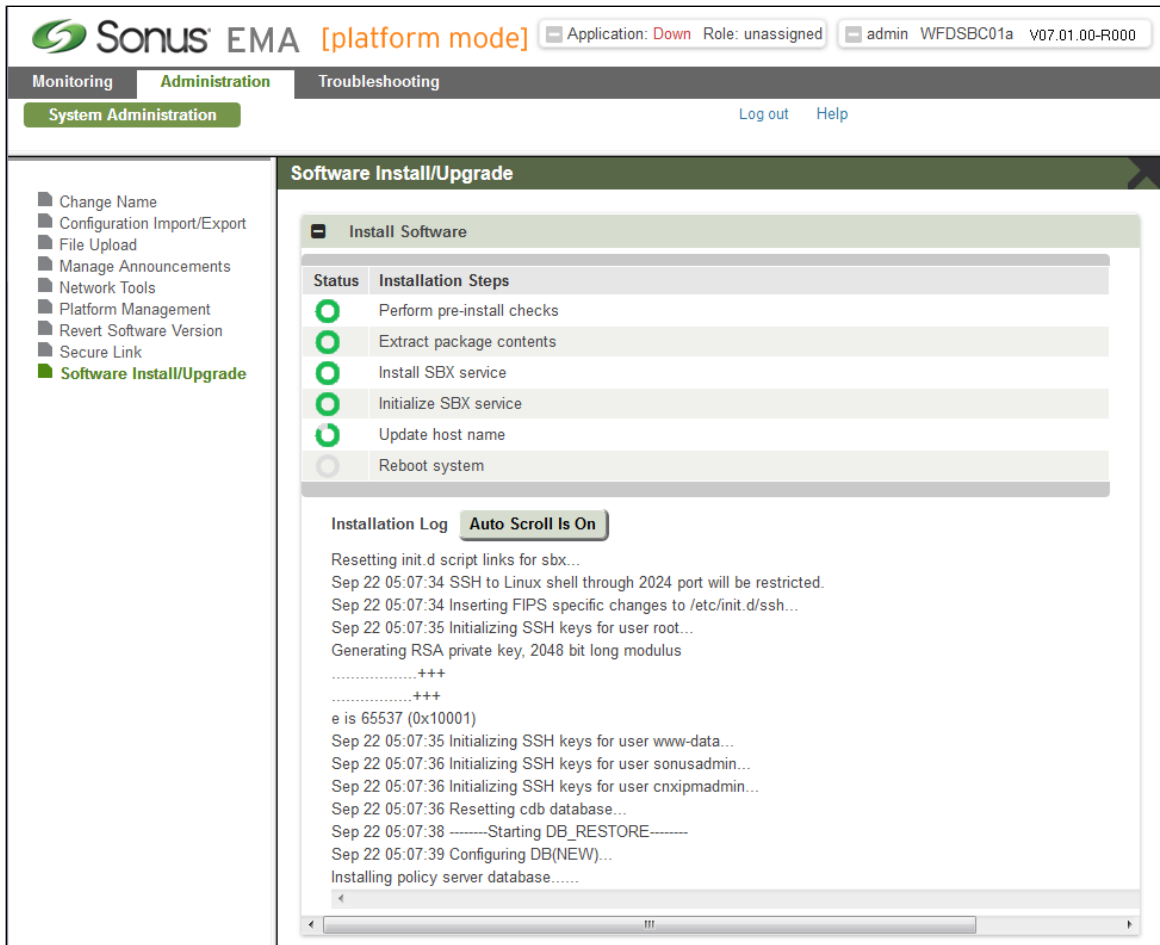 Sonus EMA [platform mode] Application: Down Role: unassigned admin WFDSBC01a V07.01.00-R000
Monitoring Administration Troubleshooting
System Administration Log out Help
Software Install/Upgrade
Change Name
Configuration Import/Export
File Upload
Manage Announcements
Network Tools
Platform Management
Revert Software Version
Secure Link
Software Install/Upgrade
Install Software
Status Installation Steps
Perform pre-install checks
Extract package contents
Install SBX service
Initialize SBX service
Update host name
Reboot system
Installation Log Auto Scroll Is On
Resetting init.d script links for sbx...
Sep 22 05:07:34 SSH to Linux shell through 2024 port will be restricted.
Sep 22 05:07:34 Inserting FIPS specific changes to /etc/init.d/ssh...
Sep 22 05:07:35 Initializing SSH keys for user root...
Generating RSA private key, 2048 bit long modulus
..................+++
.................+++
e is 65537 (0x10001)
Sep 22 05:07:35 Initializing SSH keys for user www-data...
Sep 22 05:07:36 Initializing SSH keys for user sonusadmin...
Sep 22 05:07:36 Initializing SSH keys for user cnxipmadmin...
Sep 22 05:07:36 Resetting cdb database...
Sep 22 05:07:38 --------Starting DB_RESTORE--------
Sep 22 05:07:39 Configuring DB(NEW)...
Installing policy server database......